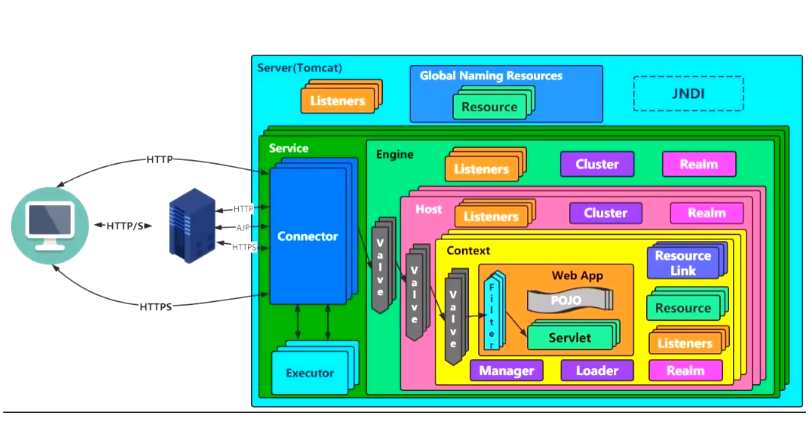 Server(Tomcat)
Listeners
Global Naming Resources
Resource
JNDI
HTTP
HTTP/S
HTTPS
HTTP
AJP
HTTPS
Service
Connector
Executor
Engine
Listeners
Cluster
Realm
Valve
Host
Listeners
Cluster
Realm
Valve
Context
Valve
Web App
Filter
POJO
Servlet
Resource
Link
Resource
Listeners
Manager
Loader
Realm